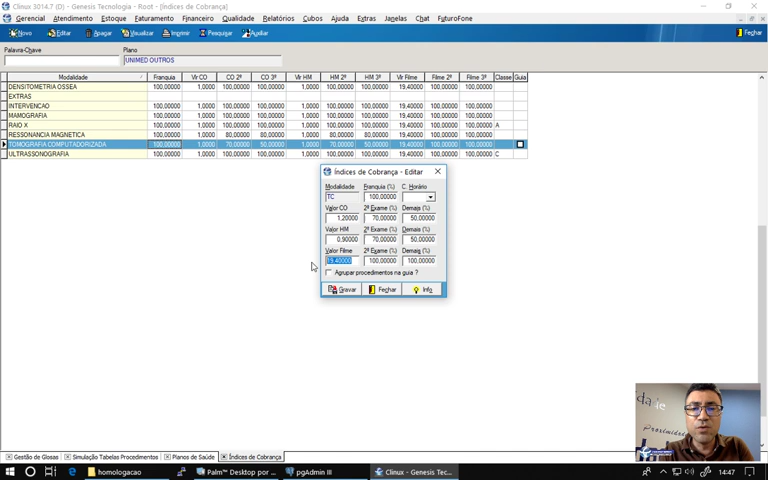 Clinux 3014.7 (D) - Genesis Tecnologia - RJ - [Índices de Cobrança]
Gerencial Atendimento Estoque Faturamento Financeiro Qualidade Relatórios Cubos Ajuda Extras Janelas Chat FuturoFone
Novo Editar Apagar Visualizar Imprimir Pesquisar Auxiliar Fechar
Palavra-Chave Plano
UNIMED OUTROS
Modalidade Franquia Vlr CO CO 2º CO 3º Vlr HM HM 2º HM 3º Vlr Filme Filme 2º Filme 3º Classe Guia
DENSITOMETRIA OSSEA 100,00000 1,0000 100,00000 100,00000 1,0000 100,00000 100,00000 19,40000 100,00000 100,00000
EXTRAS
INTERVENCAO 100,00000 1,0000 100,00000 100,00000 1,0000 100,00000 100,00000 19,40000 100,00000 100,00000
MAMOGRAFIA 100,00000 1,0000 100,00000 100,00000 1,0000 100,00000 100,00000 19,40000 100,00000 100,00000
RAIO X 100,00000 1,0000 100,00000 100,00000 1,0000 100,00000 100,00000 19,40000 100,00000 100,00000 A
RESSONANCIA MAGNETICA 100,00000 1,0000 80,00000 80,00000 1,0000 80,00000 80,00000 19,40000 100,00000 100,00000
TOMOGRAFIA COMPUTADORIZADA 100,00000 1,0000 70,00000 50,00000 1,0000 70,00000 50,00000 19,40000 100,00000 100,00000
ULTRASSONOGRAFIA 100,00000 1,0000 100,00000 100,00000 1,0000 100,00000 100,00000 19,40000 100,00000 100,00000 C
Índices de Cobrança - Editar
Modalidade Franquia (%) C. Horário
TC 100,00000
Valor CO 2º Exame (%) Demais (%)
1,20000 70,00000 50,00000
Valor HM 2º Exame (%) Demais (%)
0,90000 70,00000 50,00000
Valor Filme 2º Exame (%) Demais (%)
19,40000 100,00000 100,00000
Agrupar procedimentos na guia ?
Gravar Fechar Info
Proximidade
Gestão de Glosas Simulação Tabelas Procedimentos Planos de Saúde Índices de Cobrança
homologacao Palm™ Desktop por ... pgAdmin III Clinux - Genesis Tec... 14:47